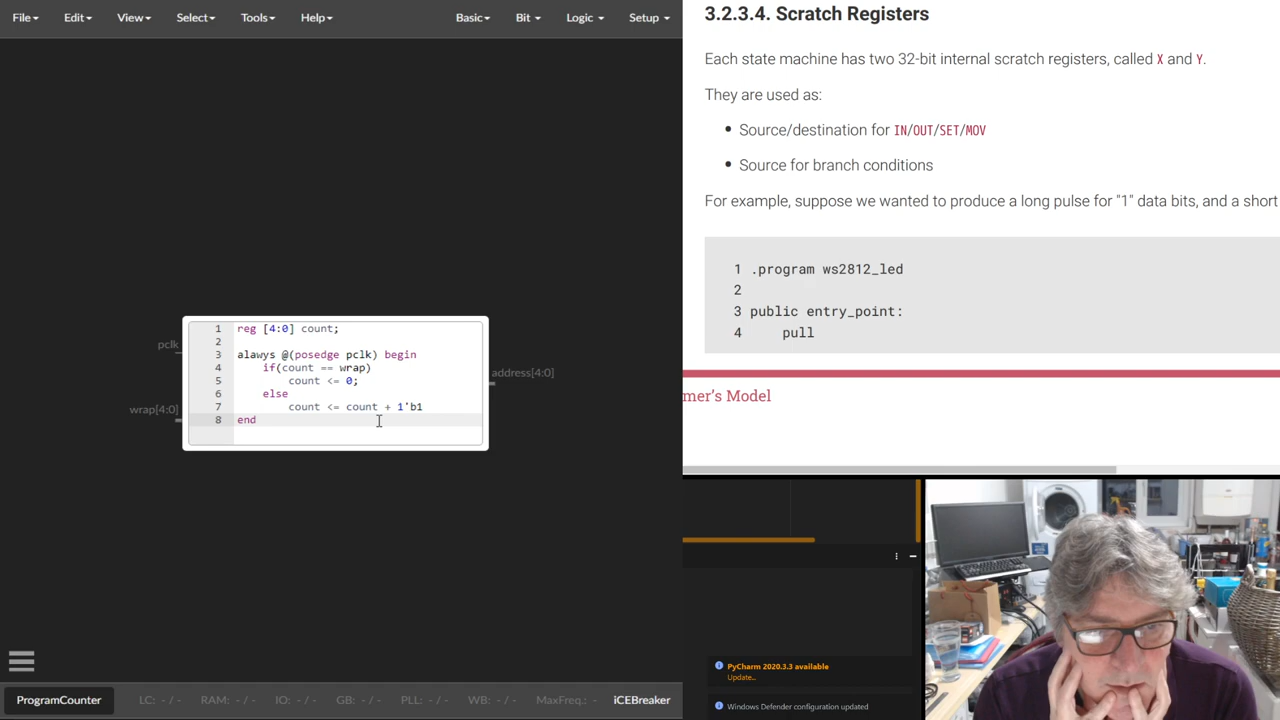 File Edit View Select Tools Help Basic Bit Logic Setup
pclk
wrap[4:0]
1 reg [4:0] count;
2
3 alawys @(posedge pclk) begin
4 if(count == wrap)
5 count <= 0;
6 else
7 count <= count + 1'b1
8 end
address[4:0]
ProgramCounter LC: - / - RAM: - / - IO: - / - GB: - / - PLL: - / - WB: - / - MaxFreq.: - iCEBreaker
3.2.3.4. Scratch Registers
Each state machine has two 32-bit internal scratch registers, called X and Y.
They are used as:
• Source/destination for IN/OUT/SET/MOV
• Source for branch conditions
For example, suppose we wanted to produce a long pulse for "1" data bits, and a short
1 .program ws2812_led
2
3 public entry_point:
4 pull
mer's Model
PyCharm 2020.3.3 available
Update...
Windows Defender configuration updated